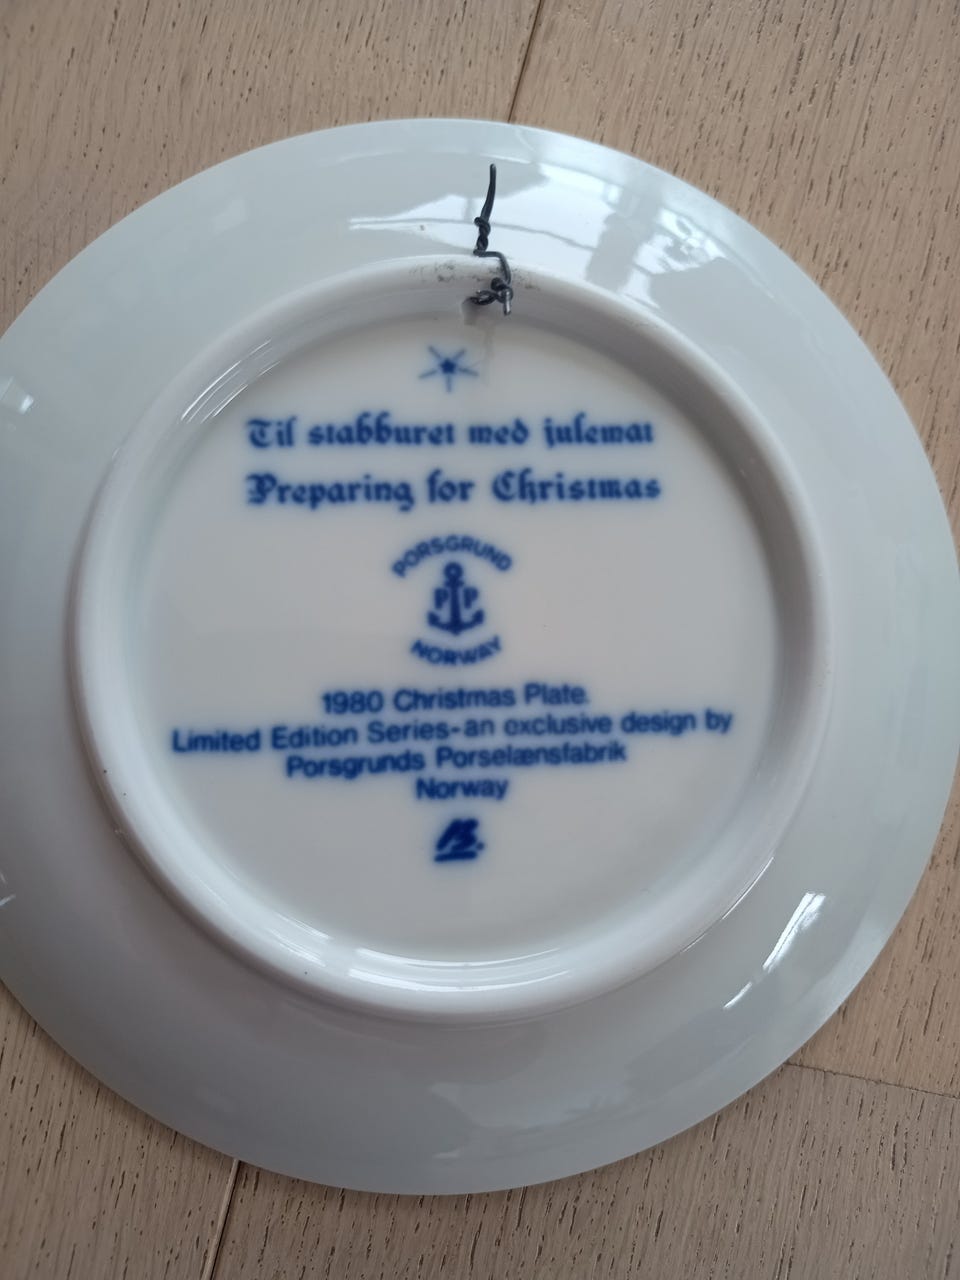 Til stabburet med julemat
Preparing for Christmas
PORSGRUND
P P
NORWAY
1980 Christmas Plate.
Limited Edition Series-an exclusive design by
Porsgrunds Porselænsfabrik
Norway